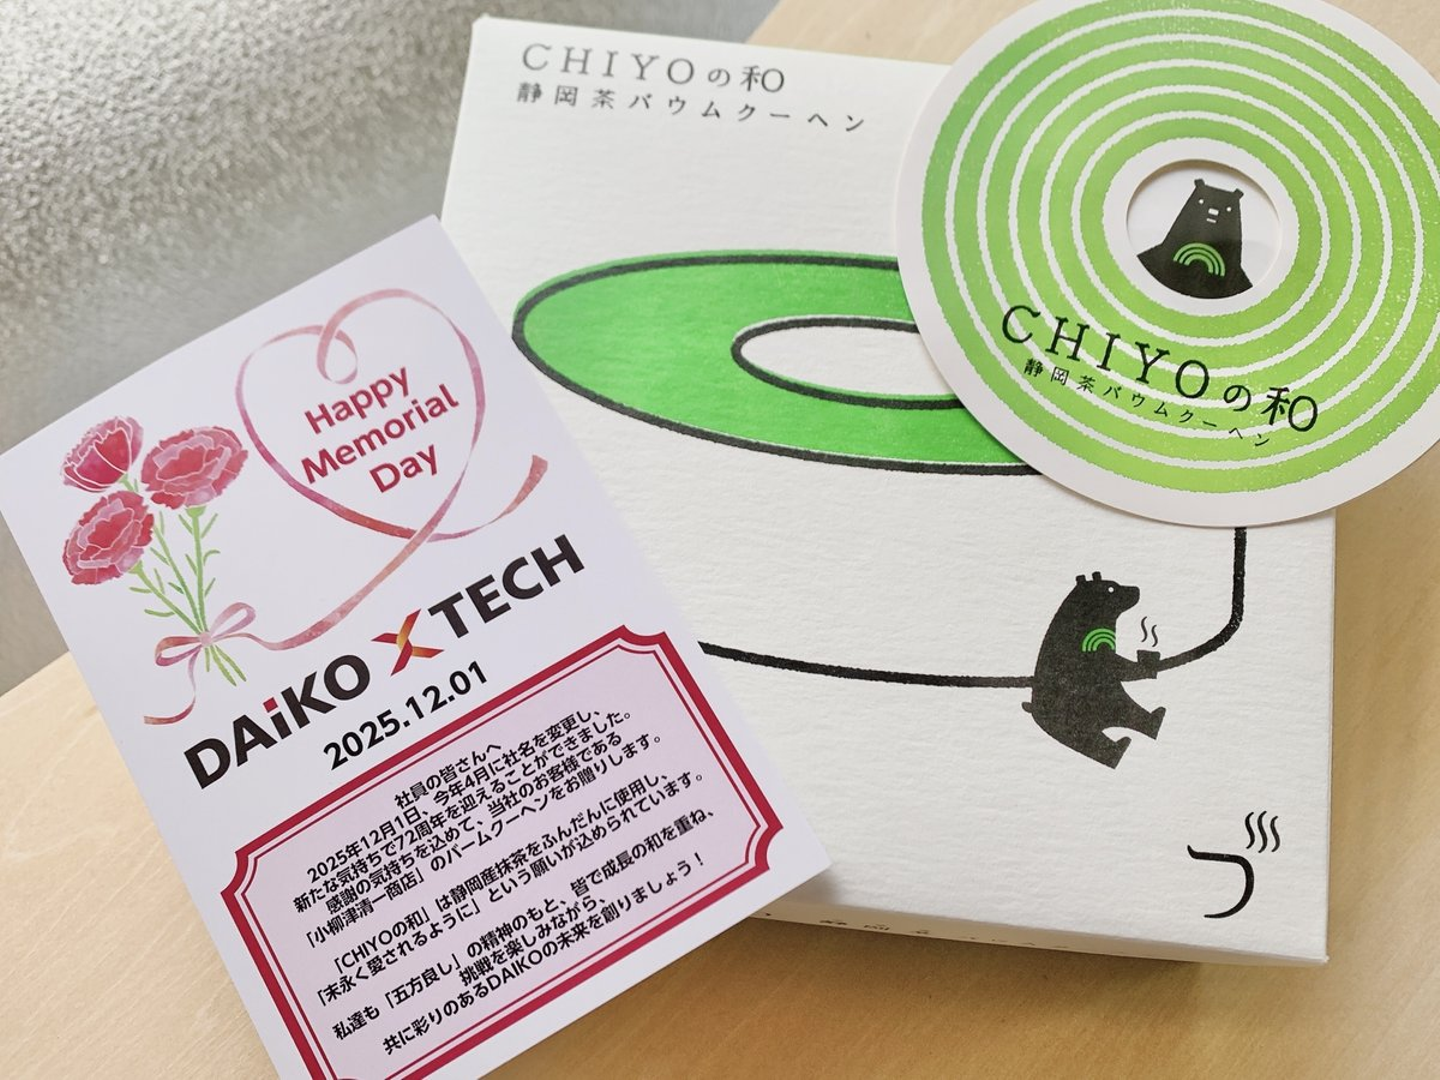 CHIYOの和
静岡茶バウムクーヘン
CHIYOの和
静岡茶バウムクーヘン
Happy
Memorial
Day
DAiKO XTECH
2025.12.01
社員の皆さんへ
2025年12月1日、今年4月に社名を変更し、
新たな気持ちで72周年を迎えることができました。
感謝の気持ちを込めて、当社のお客様である
「小柳津清一商店」のバームクーヘンをお贈りします。
「CHIYOの和」は静岡産抹茶をふんだんに使用し、
「末永く愛されるように」という願いが込められています。
私達も「五方良し」の精神のもと、皆で成長の和を重ね、
挑戦を楽しみながら、
共に彩りのあるDAIKOの未来を創りましょう！